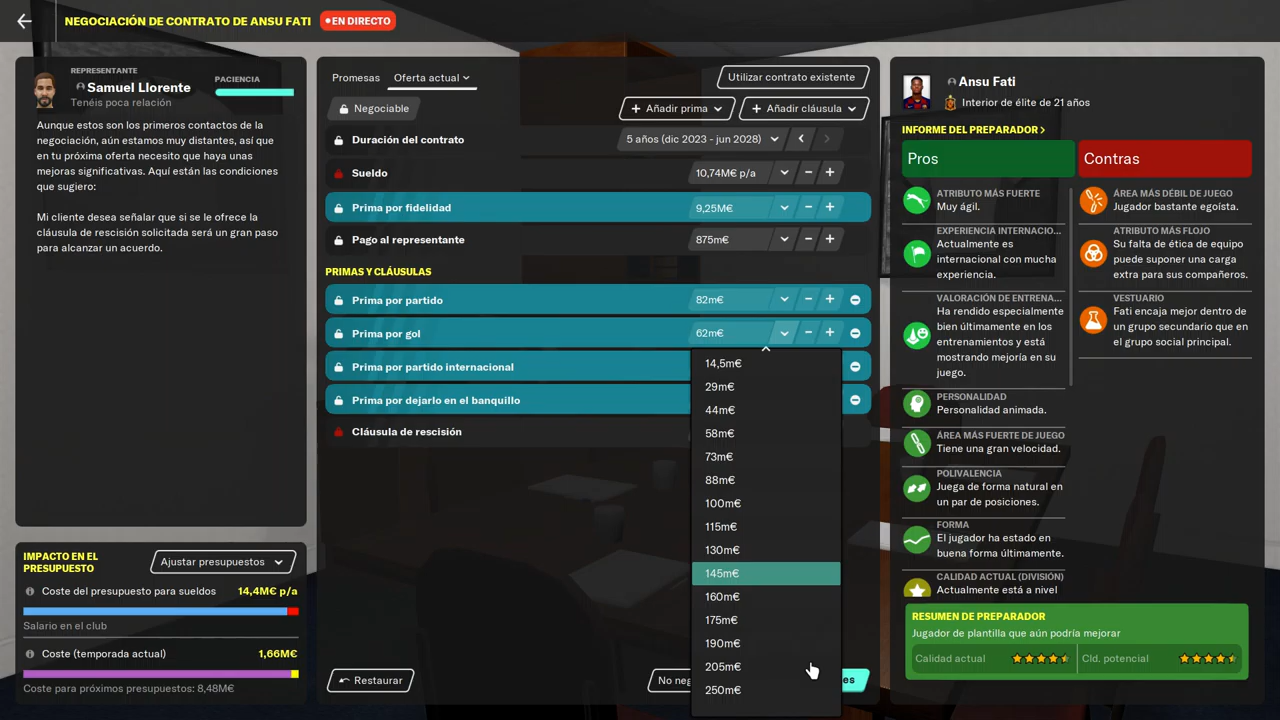 NEGOCIACIÓN DE CONTRATO DE ANSU FATI
EN DIRECTO
REPRESENTANTE
Samuel Llorente
Tenéis poca relación
PACIENCIA
Aunque estos son los primeros contactos de la
negociación, aún estamos muy distantes, así que
en tu próxima oferta necesito que haya unas
mejoras significativas. Aquí están las condiciones
que sugiero:
Mi cliente desea señalar que si se le ofrece la
cláusula de rescisión solicitada será un gran paso
para alcanzar un acuerdo.
IMPACTO EN EL
PRESUPUESTO
Ajustar presupuestos
Coste del presupuesto para sueldos 14,4M€ p/a
Salario en el club
Coste (temporada actual) 1,66M€
Coste para próximos presupuestos: 8,48M€
Promesas
Oferta actual
Utilizar contrato existente
Negociable
Añadir prima
Añadir cláusula
Duración del contrato 5 años (dic 2023 - jun 2028)
Sueldo 10,74M€ p/a
Prima por fidelidad 9,25M€
Pago al representante 875m€
PRIMAS Y CLÁUSULAS
Prima por partido 82m€
Prima por gol 62m€
Prima por partido internacional
Prima por dejarlo en el banquillo
Cláusula de rescisión
14,5m€
29m€
44m€
58m€
73m€
88m€
100m€
115m€
130m€
145m€
160m€
175m€
190m€
205m€
250m€
Restaurar
No neg
es
Ansu Fati
Interior de élite de 21 años
INFORME DEL PREPARADOR
Pros
ATRIBUTO MÁS FUERTE
Muy ágil.
EXPERIENCIA INTERNACIO...
Actualmente es
internacional con mucha
experiencia.
VALORACIÓN DE ENTRENA...
Ha rendido especialmente
bien últimamente en los
entrenamientos y está
mostrando mejoría en su
juego.
PERSONALIDAD
Personalidad animada.
ÁREA MÁS FUERTE DE JUEGO
Tiene una gran velocidad.
POLIVALENCIA
Juega de forma natural en
un par de posiciones.
FORMA
El jugador ha estado en
buena forma últimamente.
CALIDAD ACTUAL (DIVISIÓN)
Actualmente está a nivel
Contras
ÁREA MÁS DÉBIL DE JUEGO
Jugador bastante egoísta.
ATRIBUTO MÁS FLOJO
Su falta de ética de equipo
puede suponer una carga
extra para sus compañeros.
VESTUARIO
Fati encaja mejor dentro de
un grupo secundario que en
el grupo social principal.
RESUMEN DE PREPARADOR
Jugador de plantilla que aún podría mejorar
Calidad actual
Cld. potencial